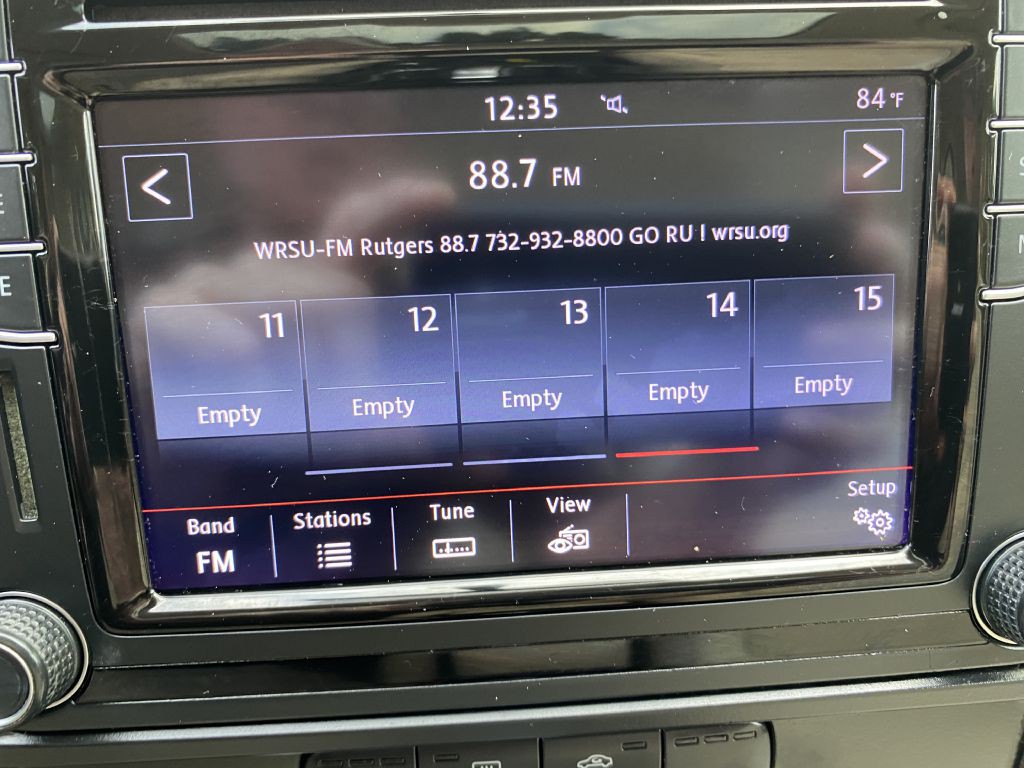 12:35 84°F
88.7 FM
WRSU-FM Rutgers 88.7 732-932-8800 GO RU | wrsu.org
11 12 13 14 15
Empty Empty Empty Empty Empty
Band Stations Tune View Setup
FM